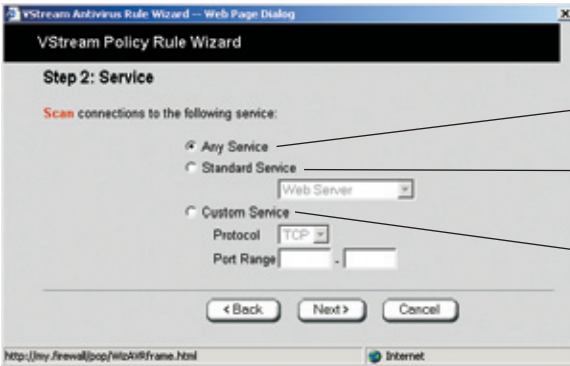 VStream Antivirus Rule Wizard -- Web Page Dialog
VStream Policy Rule Wizard
Step 2: Service
Scan connections to the following service:
Any Service
Standard Service
Web Server
Custom Service
Protocol TCP
Port Range -
< Back Next > Cancel
http://my.firewall/pop/WizAVRframe.html Internet